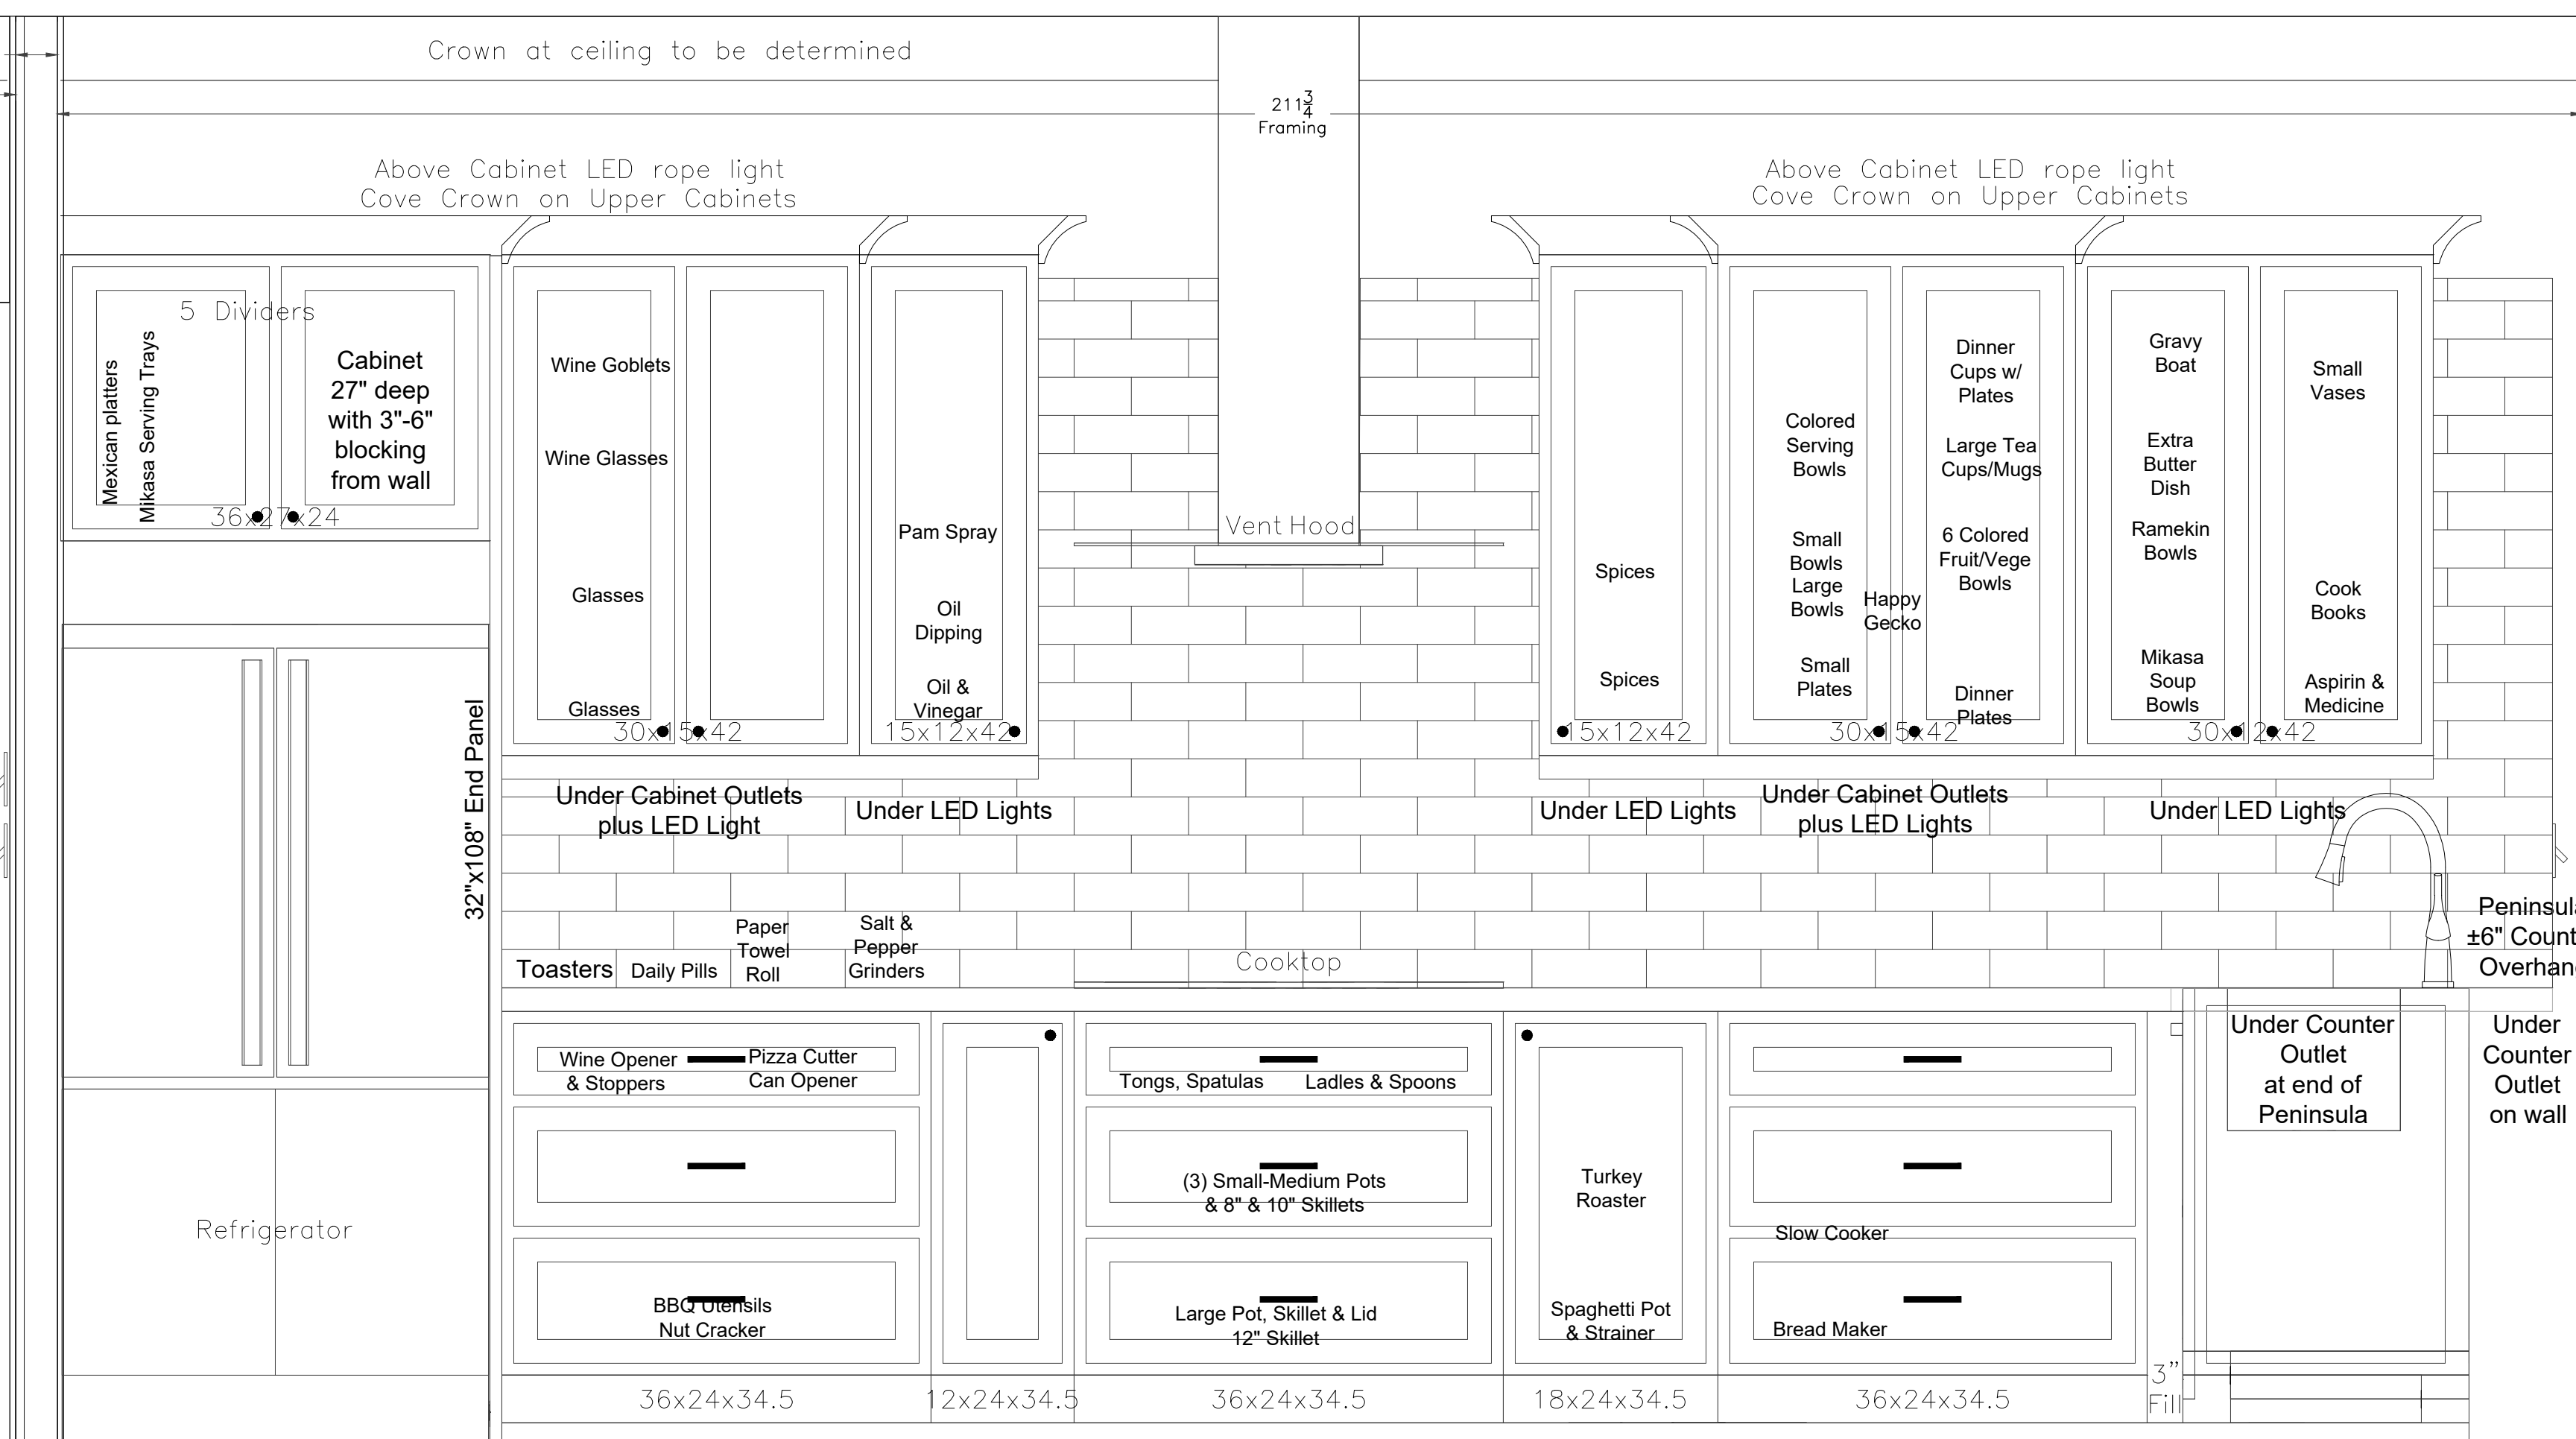 Crown at ceiling to be determined
211 3/4
Framing
Above Cabinet LED rope light
Cove Crown on Upper Cabinets
Above Cabinet LED rope light
Cove Crown on Upper Cabinets
5 Dividers
Mexican platters
Mikasa Serving Trays
Cabinet
27" deep
with 3"-6"
blocking
from wall
36x27x24
Wine Goblets
Wine Glasses
Glasses
Glasses
30x15x42
Pam Spray
Oil
Dipping
Oil &
Vinegar
15x12x42
Vent Hood
Spices
Spices
15x12x42
Colored
Serving
Bowls
Small
Bowls
Large
Bowls
Happy
Gecko
Small
Plates
Dinner
Cups w/
Plates
Large Tea
Cups/Mugs
6 Colored
Fruit/Vege
Bowls
Dinner
Plates
30x15x42
Gravy
Boat
Extra
Butter
Dish
Ramekin
Bowls
Mikasa
Soup
Bowls
Small
Vases
Cook
Books
Aspirin &
Medicine
30x12x42
32"x108" End Panel
Under Cabinet Outlets
plus LED Light
Under LED Lights
Under LED Lights
Under Cabinet Outlets
plus LED Lights
Under LED Lights
Toasters
Daily Pills
Paper
Towel
Roll
Salt &
Pepper
Grinders
Cooktop
Peninsul
±6" Count
Overhan
Refrigerator
Wine Opener
& Stoppers
Pizza Cutter
Can Opener
BBQ Utensils
Nut Cracker
Tongs, Spatulas
Ladles & Spoons
(3) Small-Medium Pots
& 8" & 10" Skillets
Large Pot, Skillet & Lid
12" Skillet
Turkey
Roaster
Spaghetti Pot
& Strainer
Slow Cooker
Bread Maker
Under Counter
Outlet
at end of
Peninsula
Under
Counter
Outlet
on wall
36x24x34.5
12x24x34.5
36x24x34.5
18x24x34.5
36x24x34.5
3"
Fill